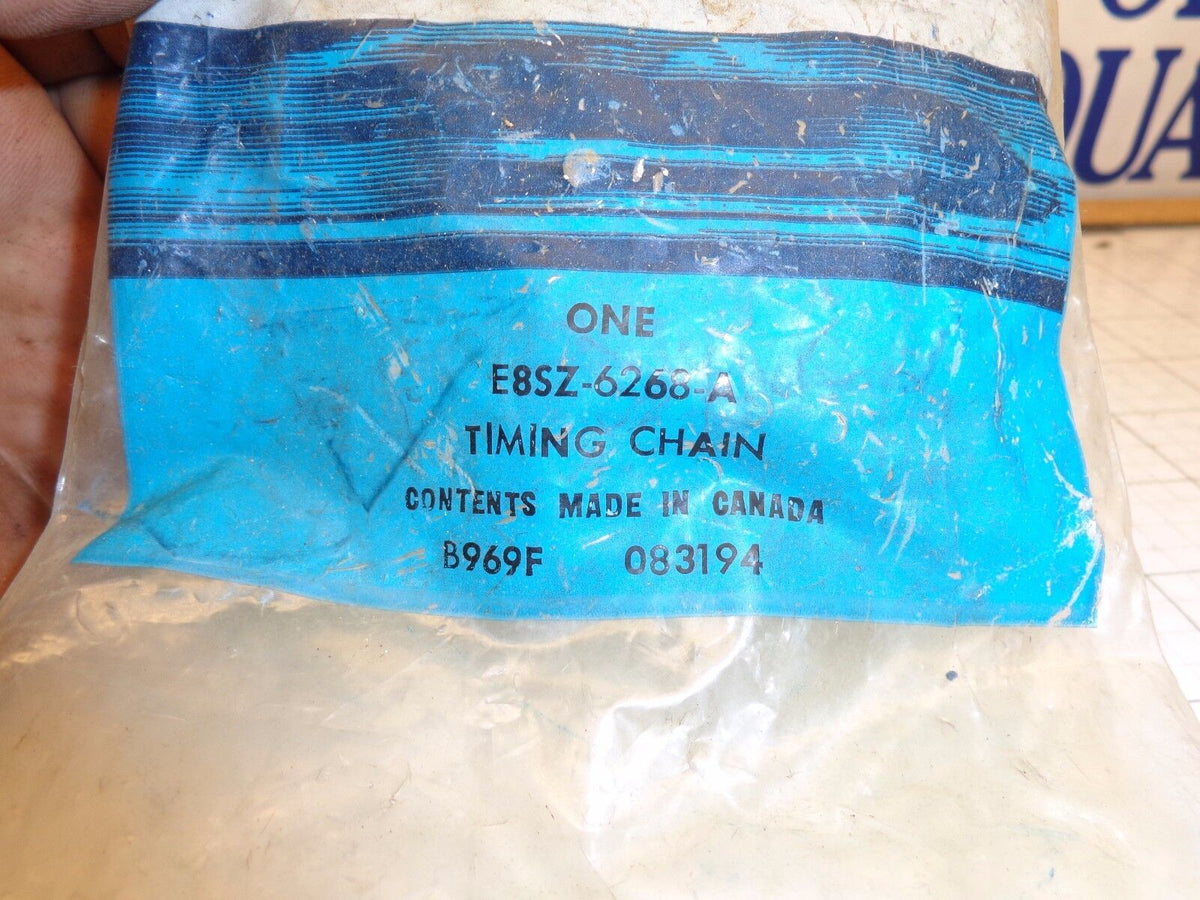 ONE
E8SZ-6268-A
TIMING CHAIN
CONTENTS MADE IN CANADA
B969F 083194